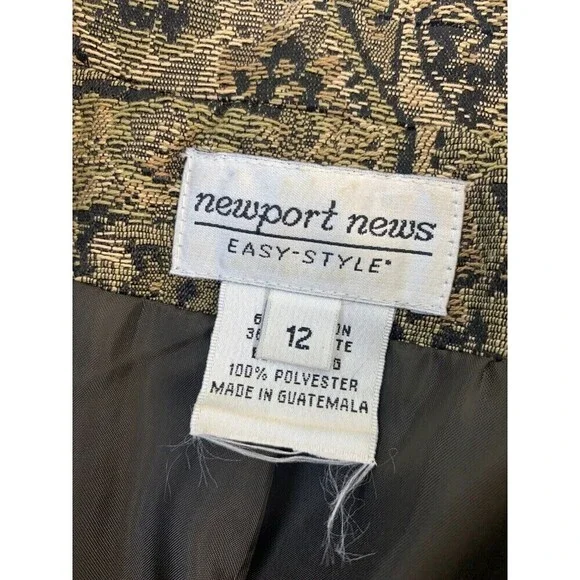 newport news
EASY-STYLE
12
100% POLYESTER
MADE IN GUATEMALA